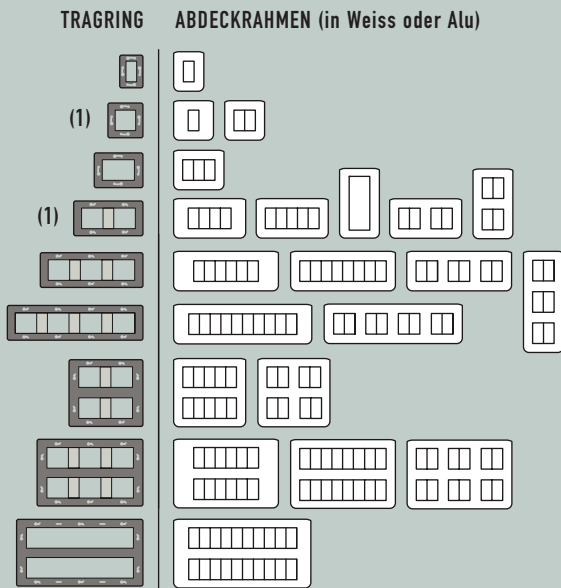 TRAGRING ABDECKRAHMEN (in Weiss oder Alu)
(1)
(1)